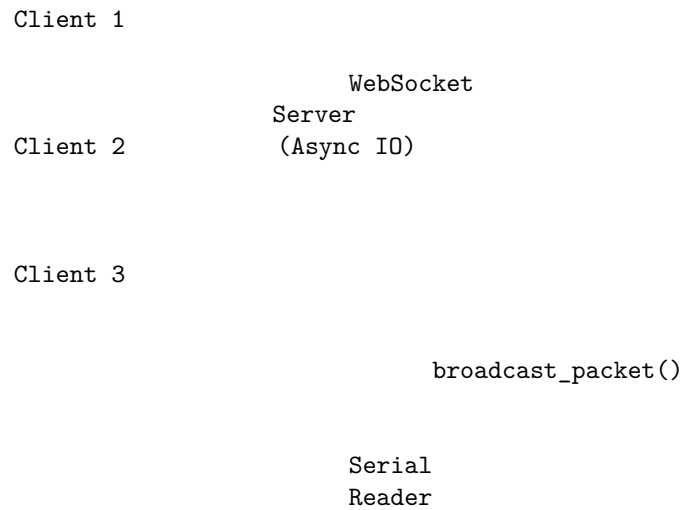 Client 1
WebSocket
Server
Client 2 (Async IO)
Client 3
broadcast_packet()
Serial
Reader